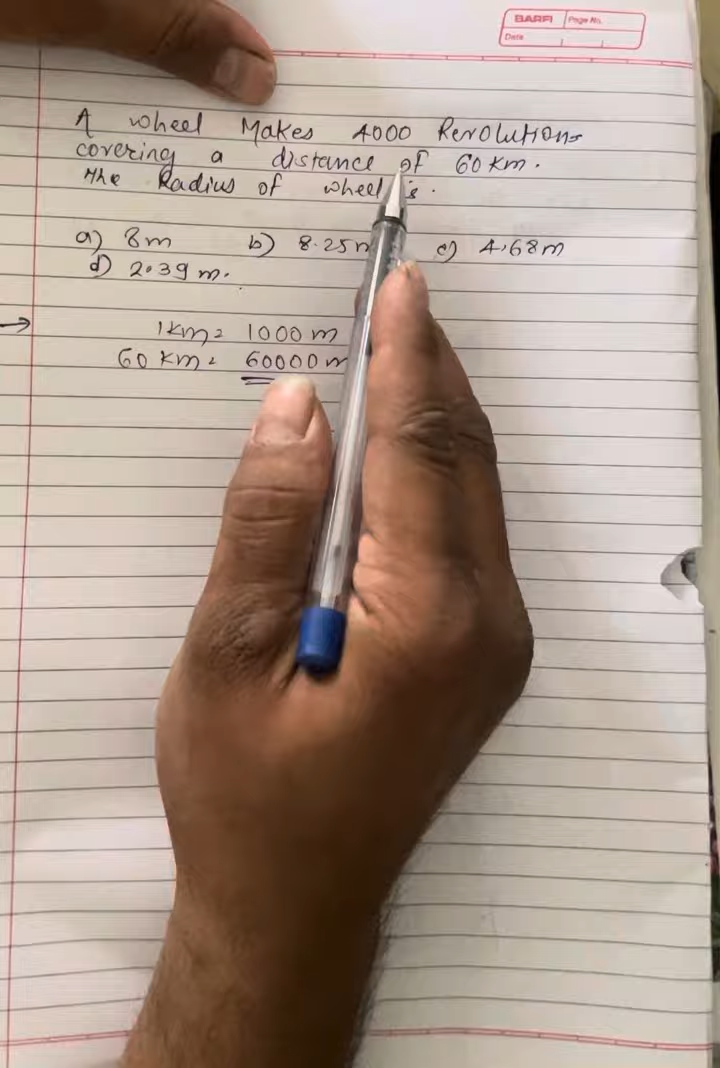 BARFI Page No.
Date
A wheel Makes 4000 Revolutions
covering a distance of 60 km.
the Radius of wheel is.
a) 8m b) 8.25m c) 4.68m
d) 2.39 m.
→ 1km = 1000 m
60 km = 60000 m